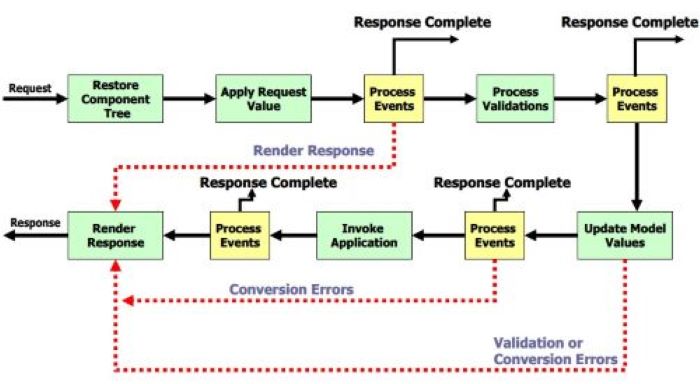 Response Complete
Response Complete
Request
Restore
Component
Tree
Apply Request
Value
Process
Events
Process
Validations
Process
Events
Render Response
Response Complete
Response Complete
Response
Render
Response
Process
Events
Invoke
Application
Process
Events
Update Model
Values
Conversion Errors
Validation or
Conversion Errors